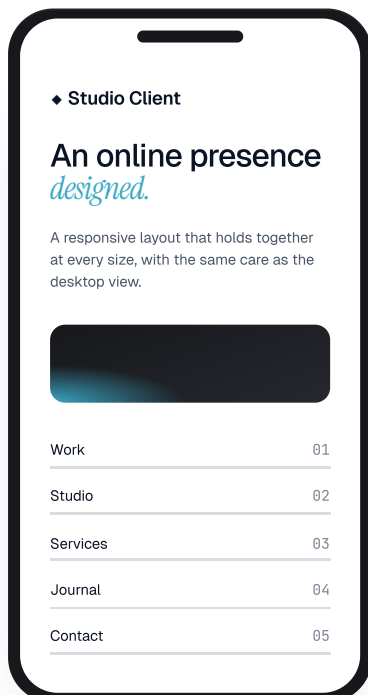 ◆ Studio Client
An online presence
designed.
A responsive layout that holds together
at every size, with the same care as the
desktop view.
Work 01
Studio 02
Services 03
Journal 04
Contact 05